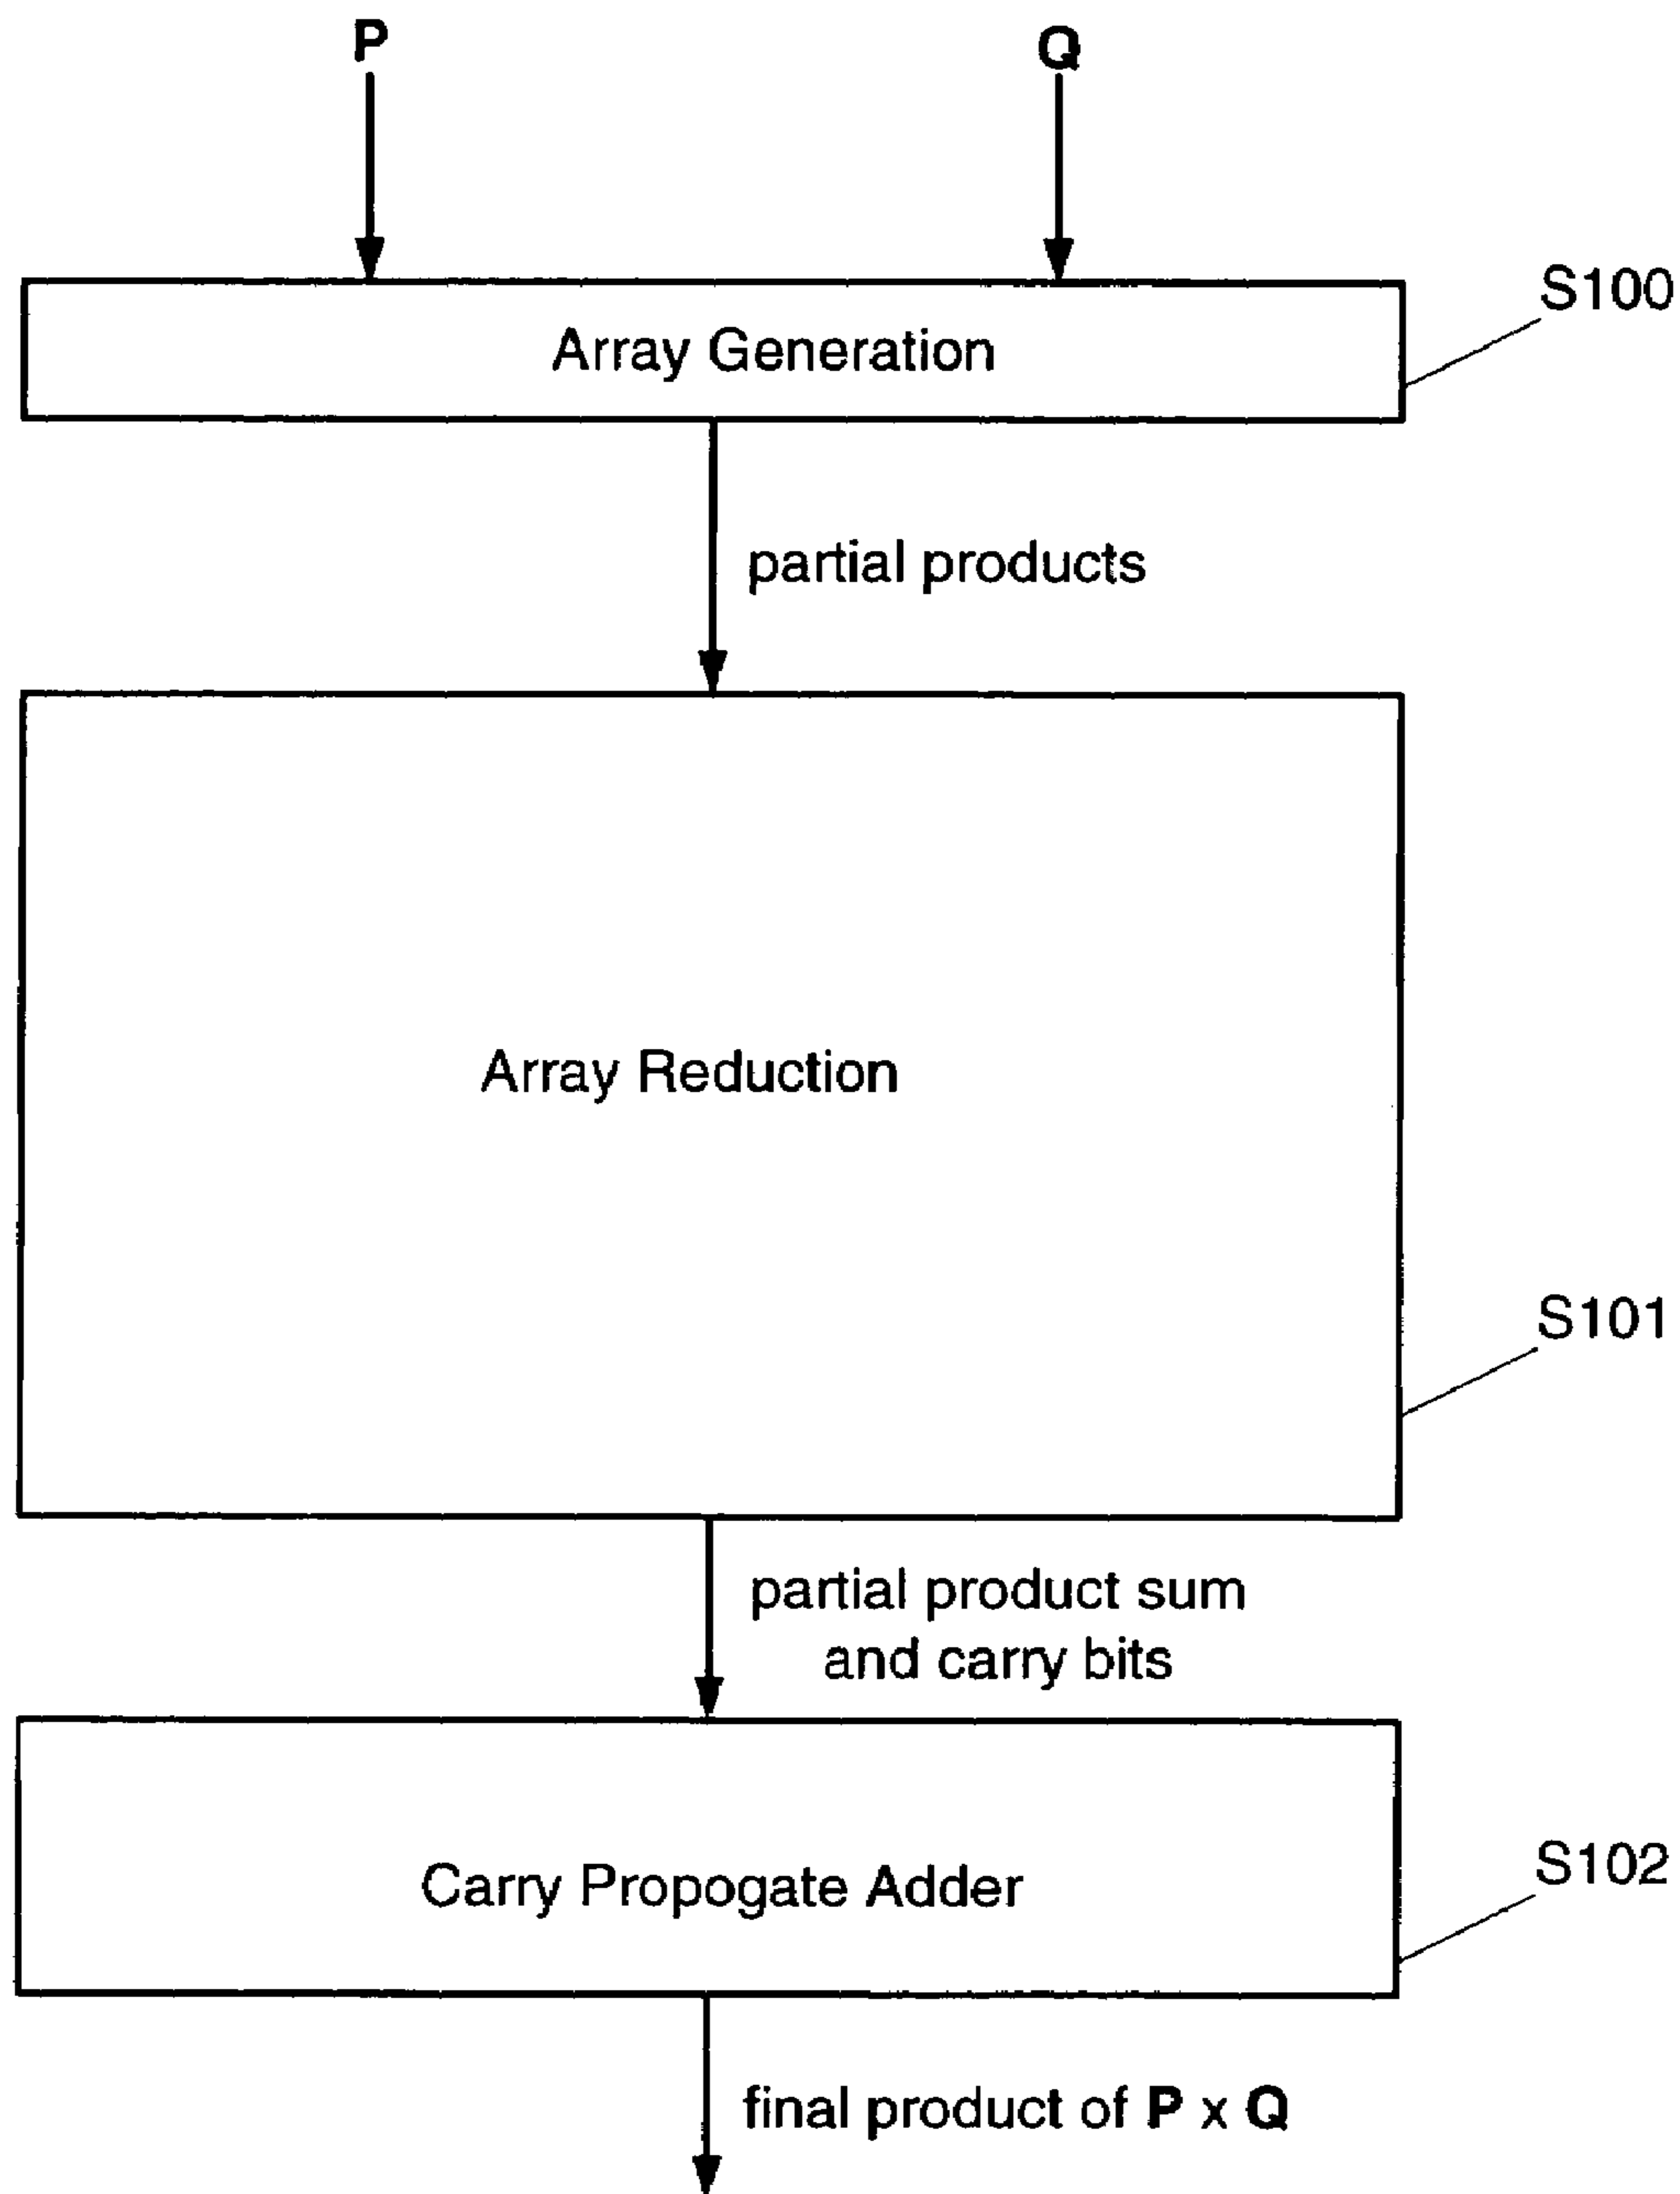 P
Q
S100
Array Generation
partial products
Array Reduction
S101
partial product sum
and carry bits
S102
Carry Propogate Adder
final product of P x Q